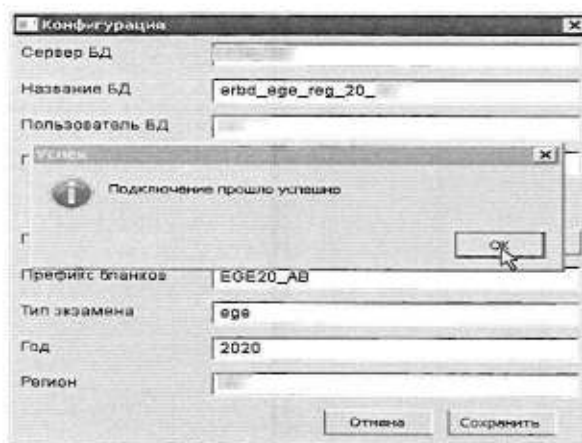 Конфигурация
Сервер БД
Название БД erbd_ege_reg_20_
Пользователь БД
П
Успех
Подключение прошло успешно
П
OK
Префикс бланков EGE20_AB
Тип экзамена ege
Год 2020
Регион
Отмена Сохранить